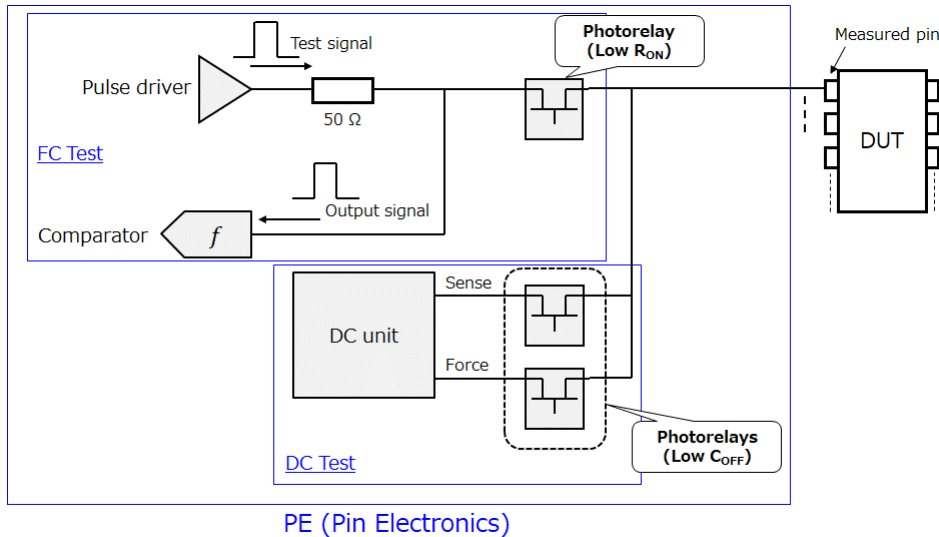 Photorelay
(Low RON)
Measured pin
Test signal
Pulse driver
50 Ω
DUT
FC Test
Output signal
Comparator
f
Sense
DC unit
Force
Photorelays
(Low COFF)
DC Test
PE (Pin Electronics)